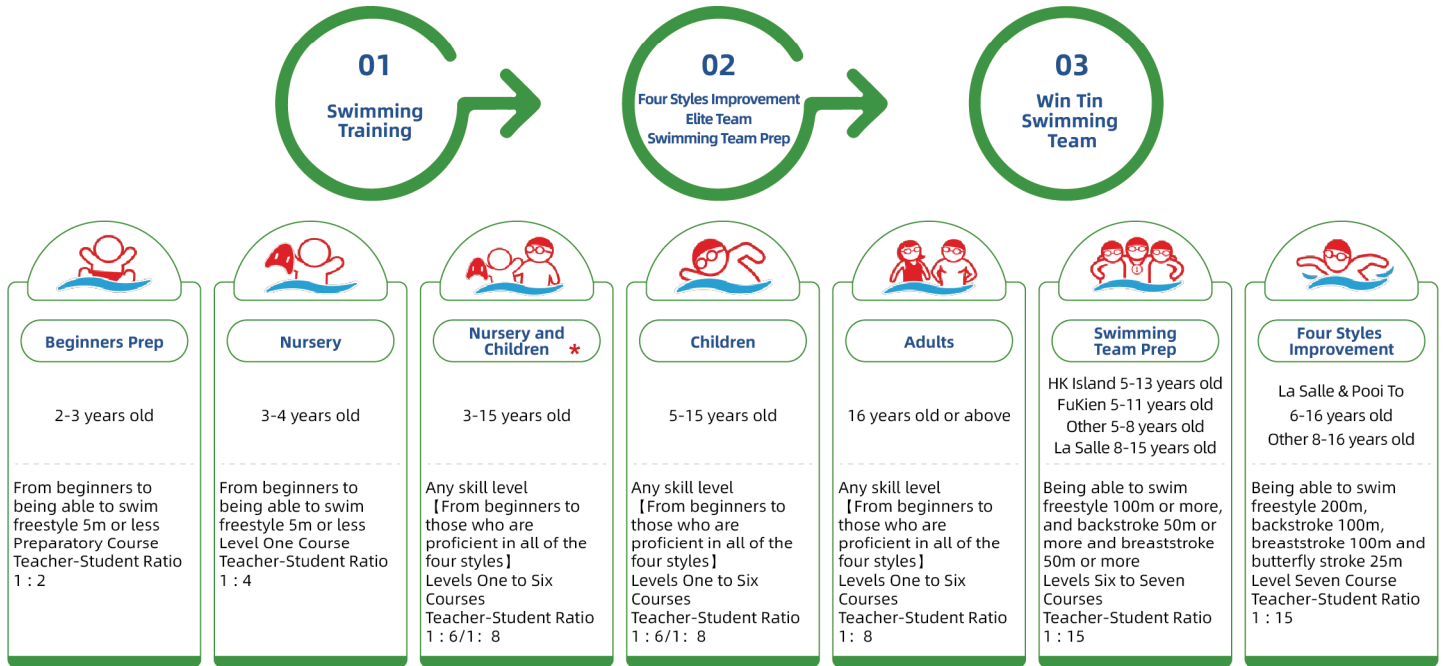 01
Swimming
Training
02
Four Styles Improvement
Elite Team
Swimming Team Prep
03
Win Tin
Swimming
Team
Beginners Prep
2-3 years old
From beginners to
being able to swim
freestyle 5m or less
Preparatory Course
Teacher-Student Ratio
1 : 2
Nursery
3-4 years old
From beginners to
being able to swim
freestyle 5m or less
Level One Course
Teacher-Student Ratio
1 : 4
Nursery and
Children *
3-15 years old
Any skill level
【From beginners to
those who are
proficient in all of the
four styles】
Levels One to Six
Courses
Teacher-Student Ratio
1 : 6/1: 8
Children
5-15 years old
Any skill level
【From beginners to
those who are
proficient in all of the
four styles】
Levels One to Six
Courses
Teacher-Student Ratio
1 : 6/1: 8
Adults
16 years old or above
Any skill level
【From beginners to
those who are
proficient in all of the
four styles】
Levels One to Six
Courses
Teacher-Student Ratio
1: 8
Swimming
Team Prep
HK Island 5-13 years old
FuKien 5-11 years old
Other 5-8 years old
La Salle 8-15 years old
Being able to swim
freestyle 100m or more,
and backstroke 50m or
more and breaststroke
50m or more
Levels Six to Seven
Courses
Teacher-Student Ratio
1 : 15
Four Styles
Improvement
La Salle & Pooi To
6-16 years old
Other 8-16 years old
Being able to swim
freestyle 200m,
backstroke 100m,
breaststroke 100m and
butterfly stroke 25m
Level Seven Course
Teacher-Student Ratio
1 : 15